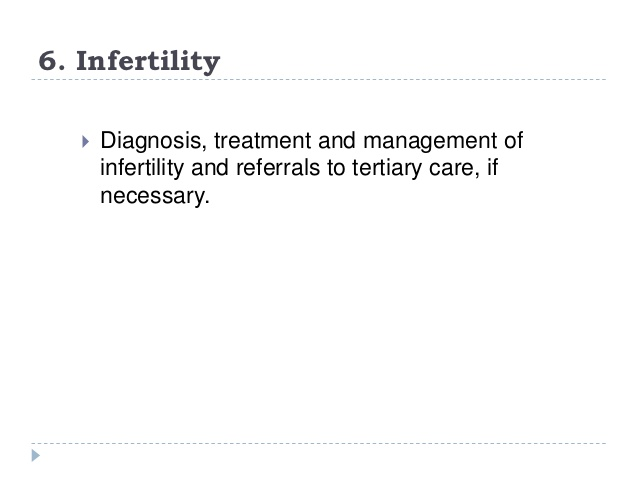 6. Infertility
Diagnosis, treatment and management of
infertility and referrals to tertiary care, if
necessary.